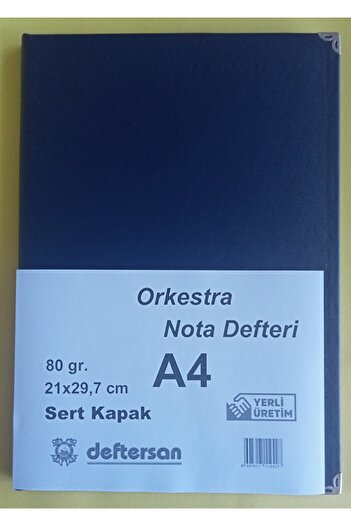 Orkestra
Nota Defteri
80 gr.
21x29,7 cm
A4
Sert Kapak
YERLİ
ÜRETİM
deftersan